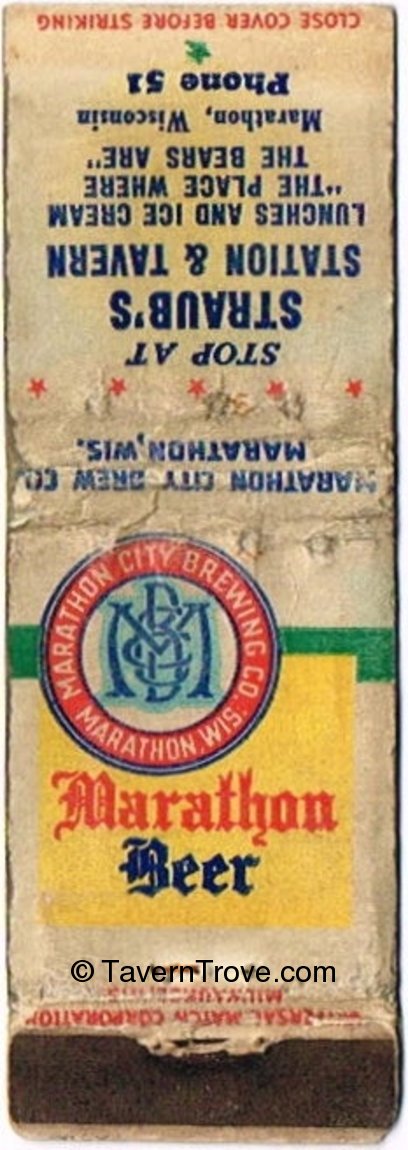 CLOSE COVER BEFORE STRIKING
STOP AT
STRAUB'S
STATION & TAVERN
LUNCHES AND ICE CREAM
"THE PLACE WHERE
THE BEARS ARE"
Marathon, Wisconsin
Phone 51
MARATHON CITY BREW CO.
MARATHON, WIS.
MARATHON CITY BREWING CO.
MARATHON, WIS.
Marathon
Beer
© TavernTrove.com
UNIVERSAL MATCH CORPORATION
MILWAUKEE, WIS.